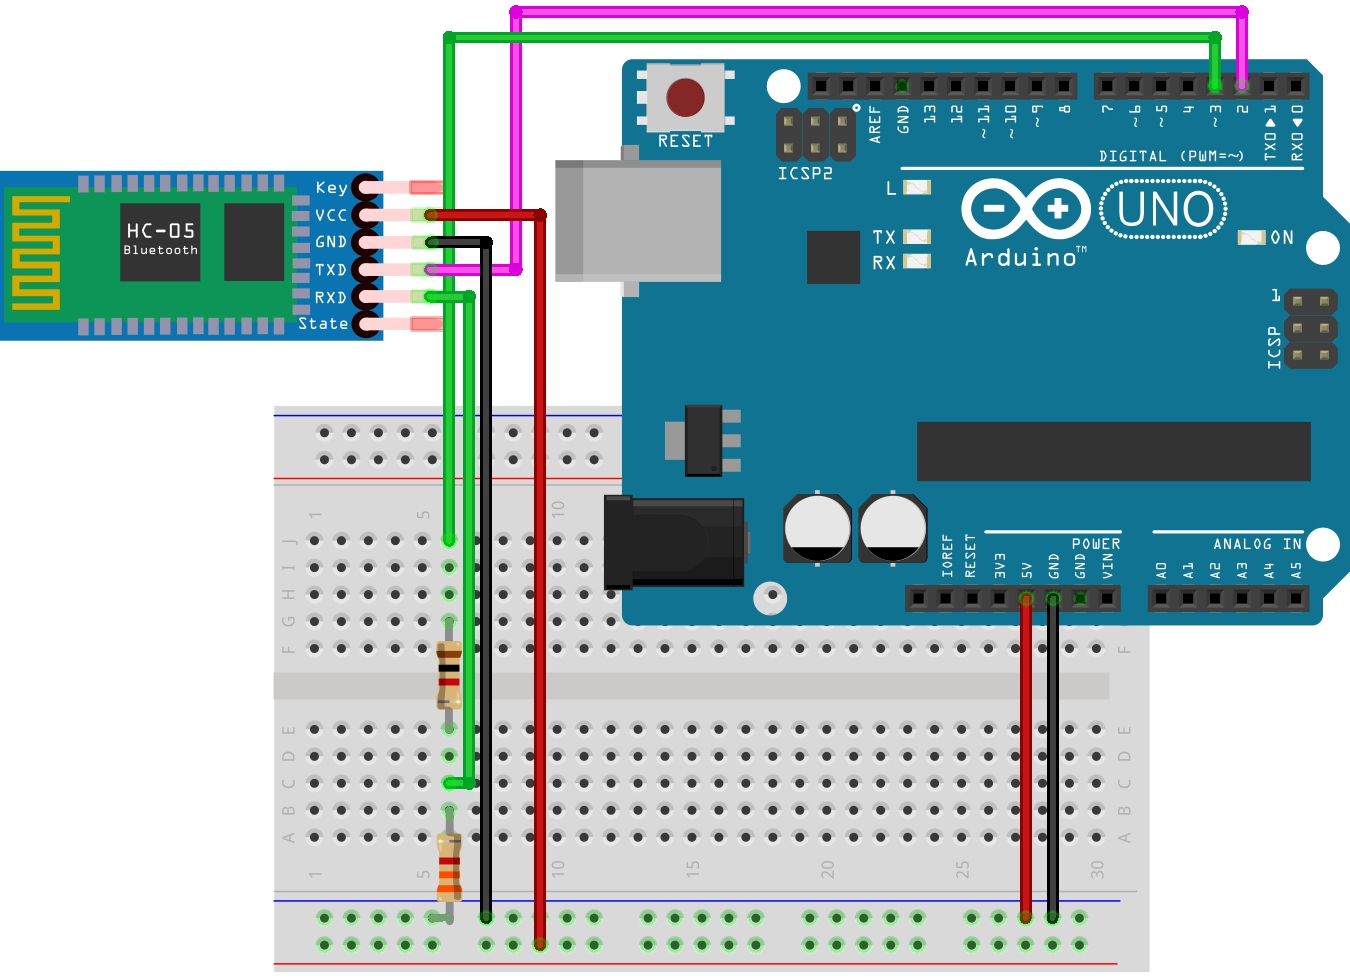 RESET
ICSP2
AREF
GND
13
12
~11
~10
~9
8
7
~6
~5
4
~3
2
TX0▶1
RX0◀0
DIGITAL (PWM=~)
Key
VCC
GND
TXD
RXD
State
HC-05
Bluetooth
L
TX
RX
UNO
Arduino™
ON
1
ICSP
1
5
10
J
I
H
G
F
F
IOREF
RESET
3V3
5V
GND
GND
VIN
POWER
A0
A1
A2
A3
A4
A5
ANALOG IN
E
D
C
B
A
E
D
C
B
A
1
5
10
15
20
25
30